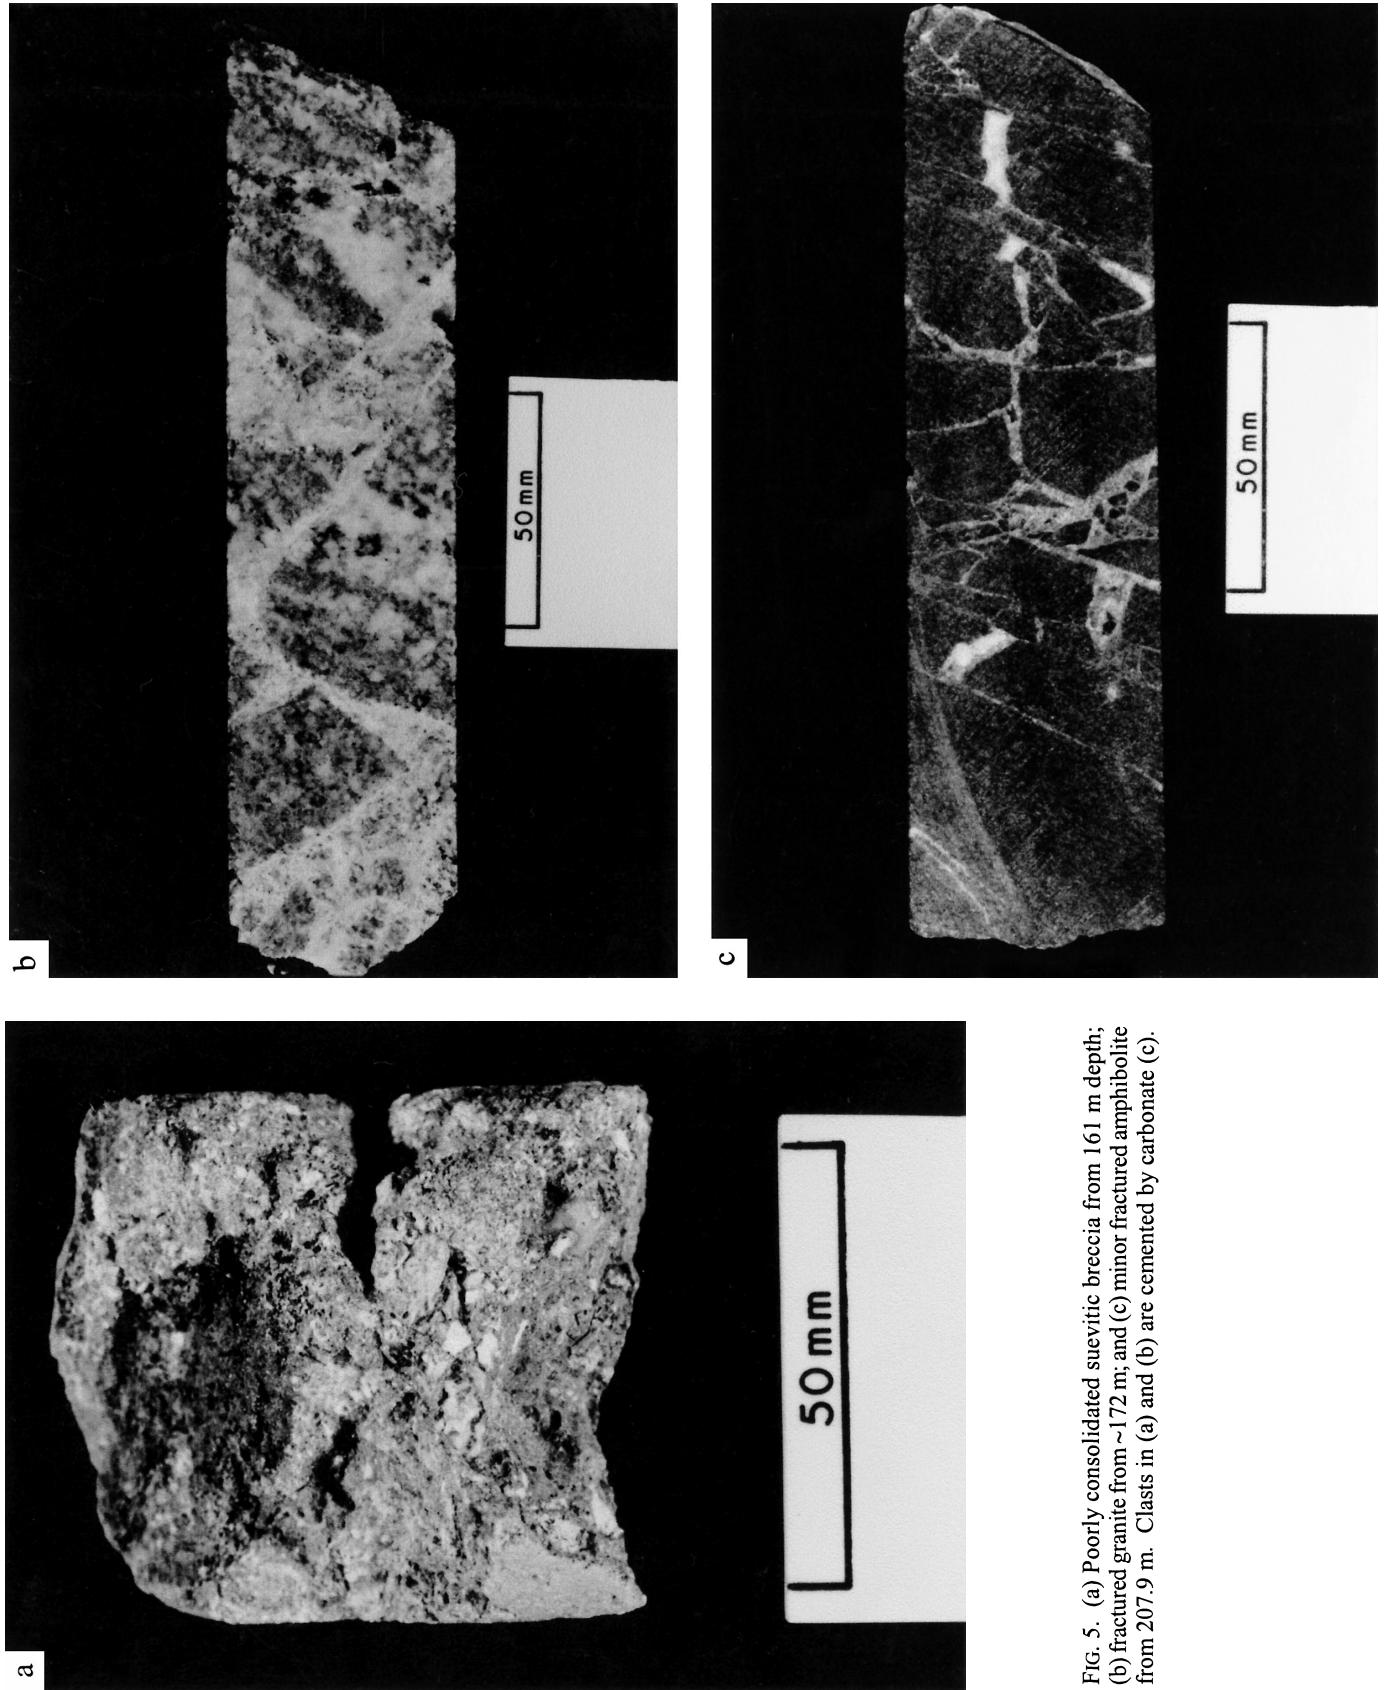 a
50 mm
b
50 mm
c
50 mm
FIG. 5. (a) Poorly consolidated suevitic breccia from 161 m depth;
(b) fractured granite from ~172 m; and (c) minor fractured amphibolite
from 207.9 m. Clasts in (a) and (b) are cemented by carbonate (c).